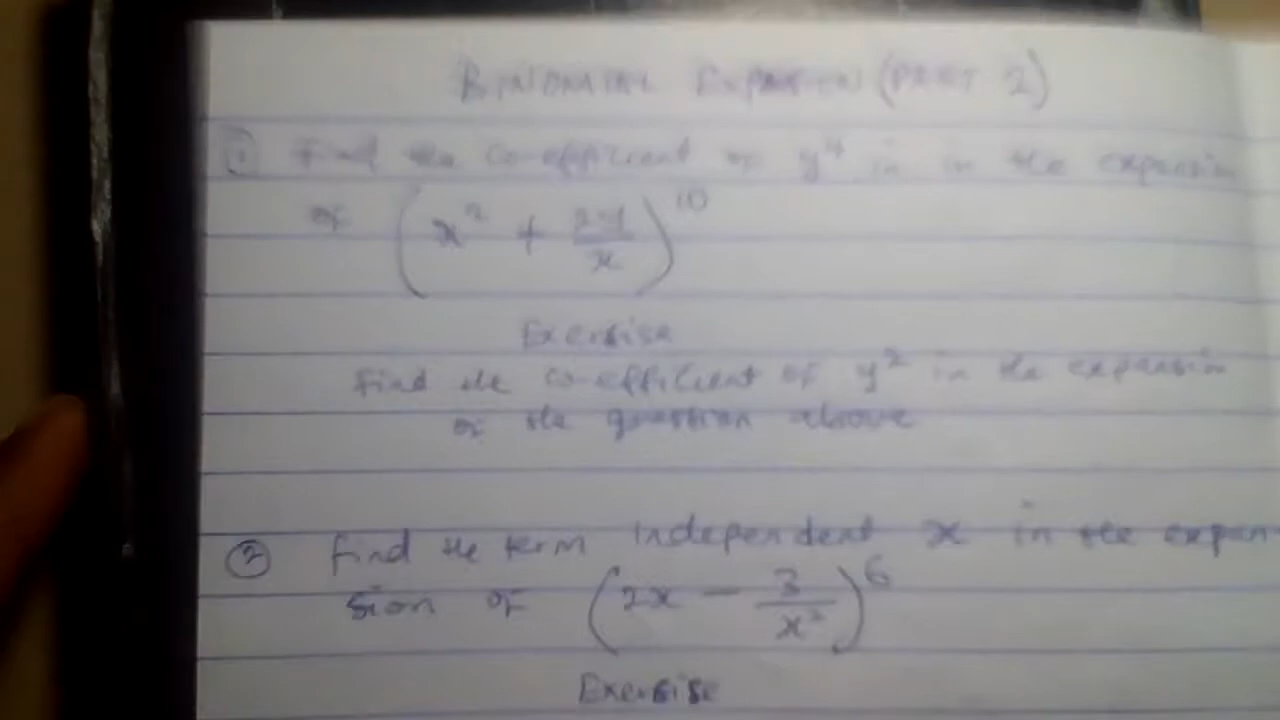 BINOMIAL EXPANSION (PART 2)
① Find the co-efficient of y⁴ in in the expansion
of (x² + 2y/x)¹⁰
Exercise
Find the co-efficient of y² in the expansion
of the question above
② find the term independent x in the expan
sion of (2x - 3/x²)⁶
Exercise